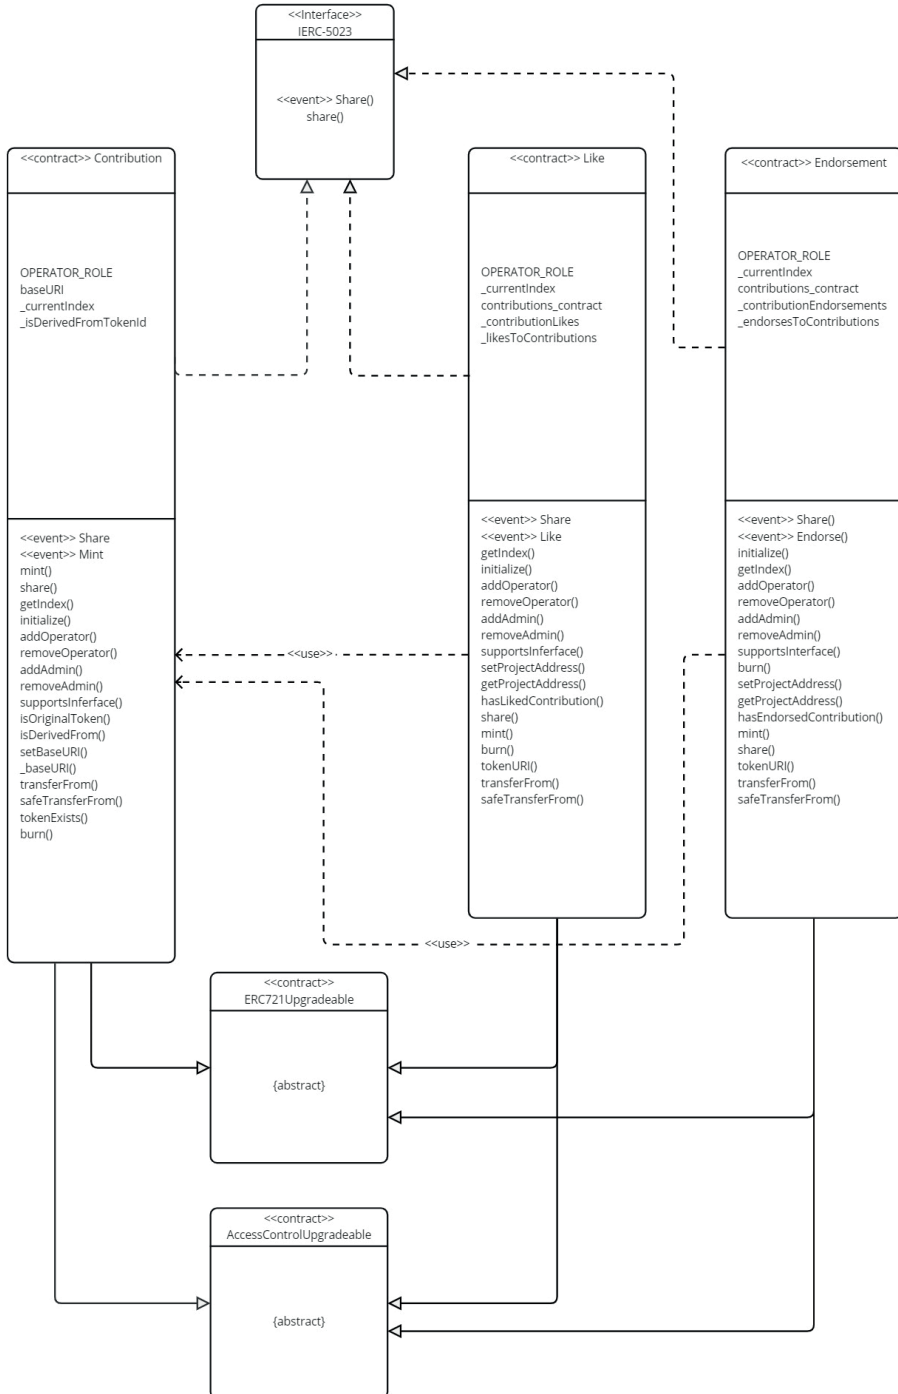 <<Interface>>
IERC-5023
<<event>> Share()
share()
<<contract>> Contribution
OPERATOR_ROLE
baseURI
_currentIndex
_isDerivedFromTokenId
<<event>> Share
<<event>> Mint
mint()
share()
getIndex()
initialize()
addOperator()
removeOperator()
addAdmin()
removeAdmin()
supportsInferface()
isOriginalToken()
isDerivedFrom()
setBaseURI()
_baseURI()
transferFrom()
safeTransferFrom()
tokenExists()
burn()
<<contract>> Like
OPERATOR_ROLE
_currentIndex
contributions_contract
_contributionLikes
_likesToContributions
<<event>> Share
<<event>> Like
getIndex()
initialize()
addOperator()
removeOperator()
addAdmin()
removeAdmin()
supportsInferface()
setProjectAddress()
getProjectAddress()
hasLikedContribution()
share()
mint()
burn()
tokenURI()
transferFrom()
safeTransferFrom()
<<contract>> Endorsement
OPERATOR_ROLE
_currentIndex
contributions_contract
_contributionEndorsements
_endorsesToContributions
<<event>> Share()
<<event>> Endorse()
initialize()
getIndex()
addOperator()
removeOperator()
addAdmin()
removeAdmin()
supportsInterface()
burn()
setProjectAddress()
getProjectAddress()
hasEndorsedContribution()
mint()
share()
tokenURI()
transferFrom()
safeTransferFrom()
<<use>>
<<use>>
<<contract>>
ERC721Upgradeable
{abstract}
<<contract>>
AccessControlUpgradeable
{abstract}